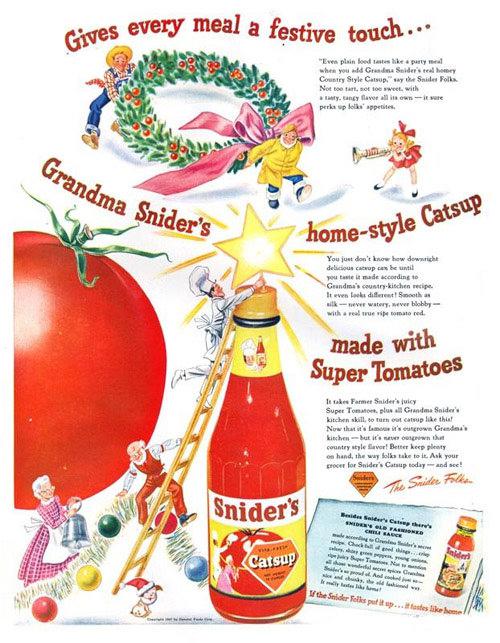 Gives every meal a festive touch...
"Even plain food tastes like a party meal
when you add Grandma Snider's real homey
Country Style Catsup," say the Snider Folks.
Not too tart, not too sweet, with
a tasty, tangy flavor all its own — it sure
perks up folks' appetites.
Grandma Snider's
home-style Catsup
You just don't know how downright
delicious catsup can be until
you taste it made according to
Grandma's country-kitchen recipe.
It even looks different! Smooth as
silk — never watery, never blobby —
with a real true ripe tomato red.
made with
Super Tomatoes
It takes Farmer Snider's juicy
Super Tomatoes, plus all Grandma Snider's
kitchen skill, to turn out catsup like this!
Now that it's famous it's outgrown Grandma's
kitchen — but it's never outgrown that
country style flavor! Better keep plenty
on hand, the way folks take to it. Ask your
grocer for Snider's Catsup today — and see!
Snider's
The Snider Folks
Snider's
Catsup
Besides Snider's Catsup there's
SNIDER'S OLD FASHIONED
CHILI SAUCE
made according to Grandma Snider's secret
recipe. Chock-full of good things... crisp
celery, shiny green peppers, young onions,
ripe juicy Super Tomatoes. Not to mention
all those wonderful secret spices Grandma
Snider's so proud of. And cooked just so—
nice and chunky, the old fashioned way.
It really tastes like home!
Snider's
If the Snider Folks put it up... it tastes like home
Copyright 1947 by General Foods Corp.